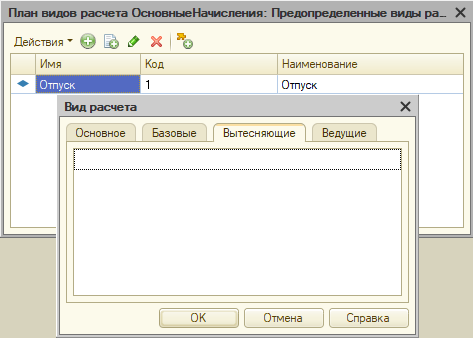 План видов расчета ОсновныеНачисления: Предопределенные виды ра...
Действия
Имя Код Наименование
Отпуск 1 Отпуск
Вид расчета
Основное Базовые Вытесняющие Ведущие
OK Отмена Справка